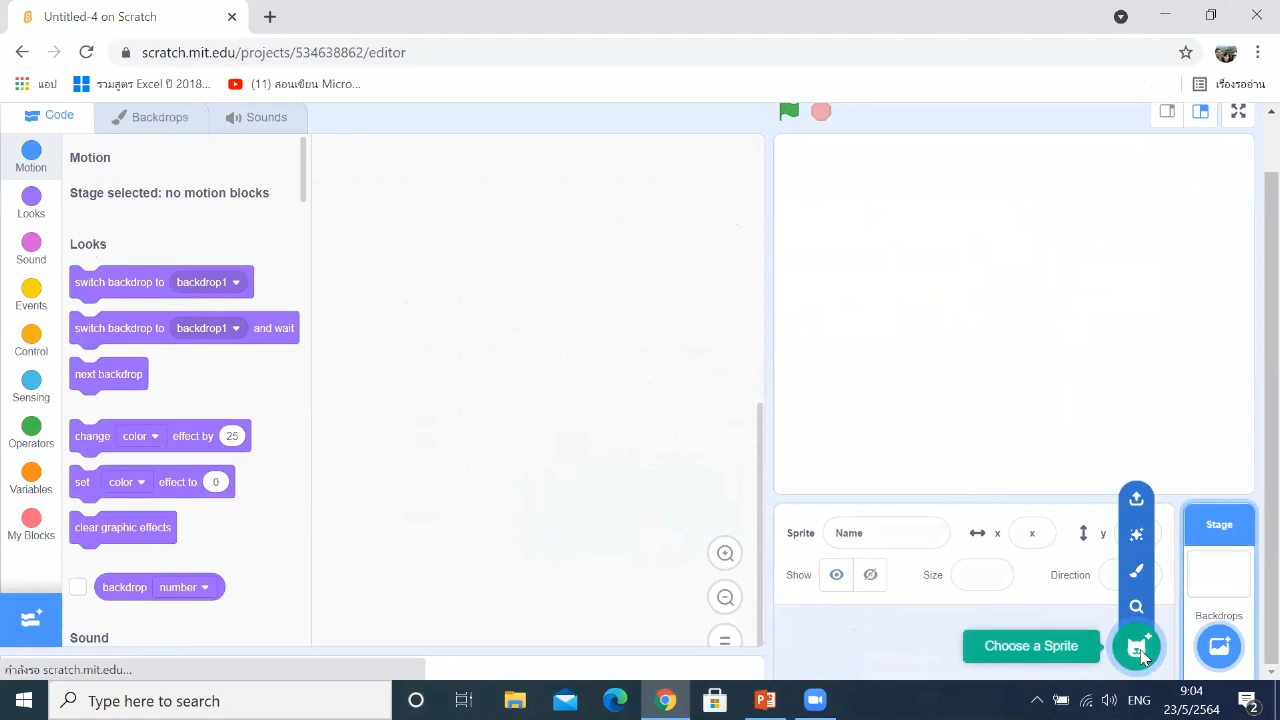 Untitled-4 on Scratch
scratch.mit.edu/projects/534638862/editor
แอป
รวมสูตร Excel ปี 2018...
(11) สอนเขียน Micro...
เรื่องรออ่าน
Code
Backdrops
Sounds
Motion
Looks
Sound
Events
Control
Sensing
Operators
Variables
My Blocks
Motion
Stage selected: no motion blocks
Looks
switch backdrop to backdrop1
switch backdrop to backdrop1 and wait
next backdrop
change color effect by 25
set color effect to 0
clear graphic effects
backdrop number
Sound
Sprite Name x x y
Show Size Direction
Stage
Backdrops
Choose a Sprite
กำลังรอ scratch.mit.edu...
Type here to search
ENG
9:04
23/5/2564
2